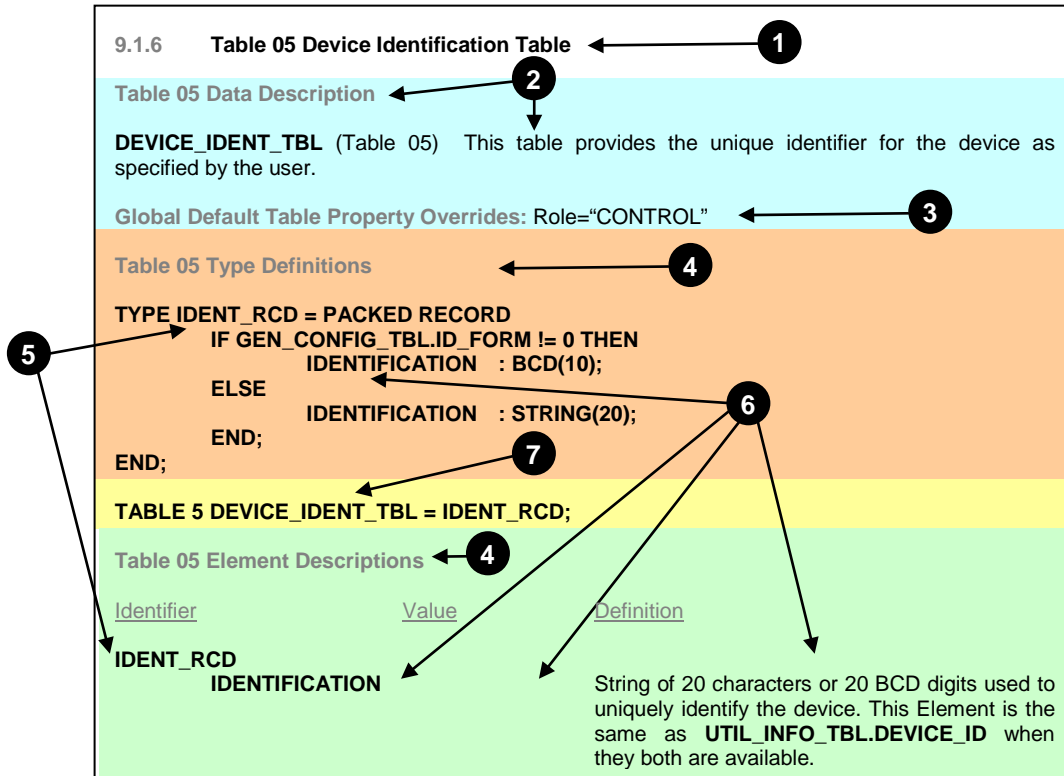 9.1.6 Table 05 Device Identification Table 1
2
Table 05 Data Description
DEVICE_IDENT_TBL (Table 05) This table provides the unique identifier for the device as
specified by the user.
Global Default Table Property Overrides: Role="CONTROL" 3
Table 05 Type Definitions 4
TYPE IDENT_RCD = PACKED RECORD
IF GEN_CONFIG_TBL.ID_FORM != 0 THEN
5
IDENTIFICATION : BCD(10);
ELSE
6
IDENTIFICATION : STRING(20);
END;
END;
7
TABLE 5 DEVICE_IDENT_TBL = IDENT_RCD;
Table 05 Element Descriptions 4
Identifier Value Definition
IDENT_RCD
IDENTIFICATION String of 20 characters or 20 BCD digits used to
uniquely identify the device. This Element is the
same as UTIL_INFO_TBL.DEVICE_ID when
they both are available.